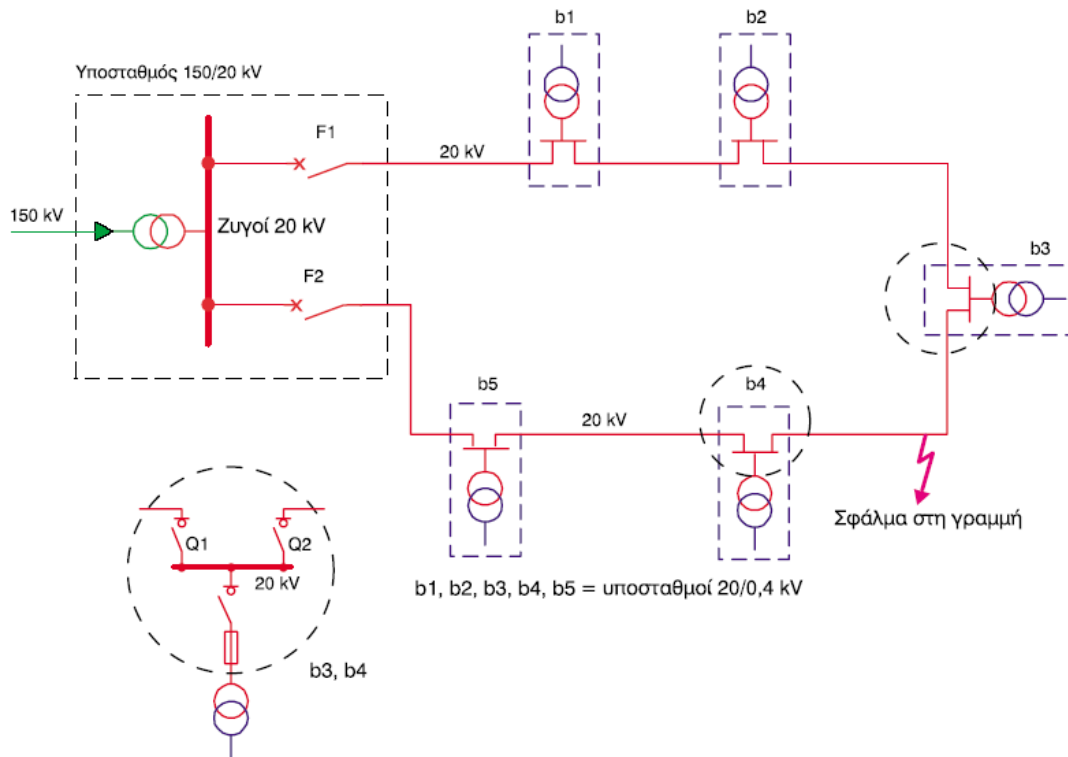 b1
b2
Υποσταθμός 150/20 kV
F1
20 kV
150 kV
Ζυγοί 20 kV
b3
F2
b4
b5
20 kV
Σφάλμα στη γραμμή
Q1
Q2
20 kV
b1, b2, b3, b4, b5 = υποσταθμοί 20/0,4 kV
b3, b4